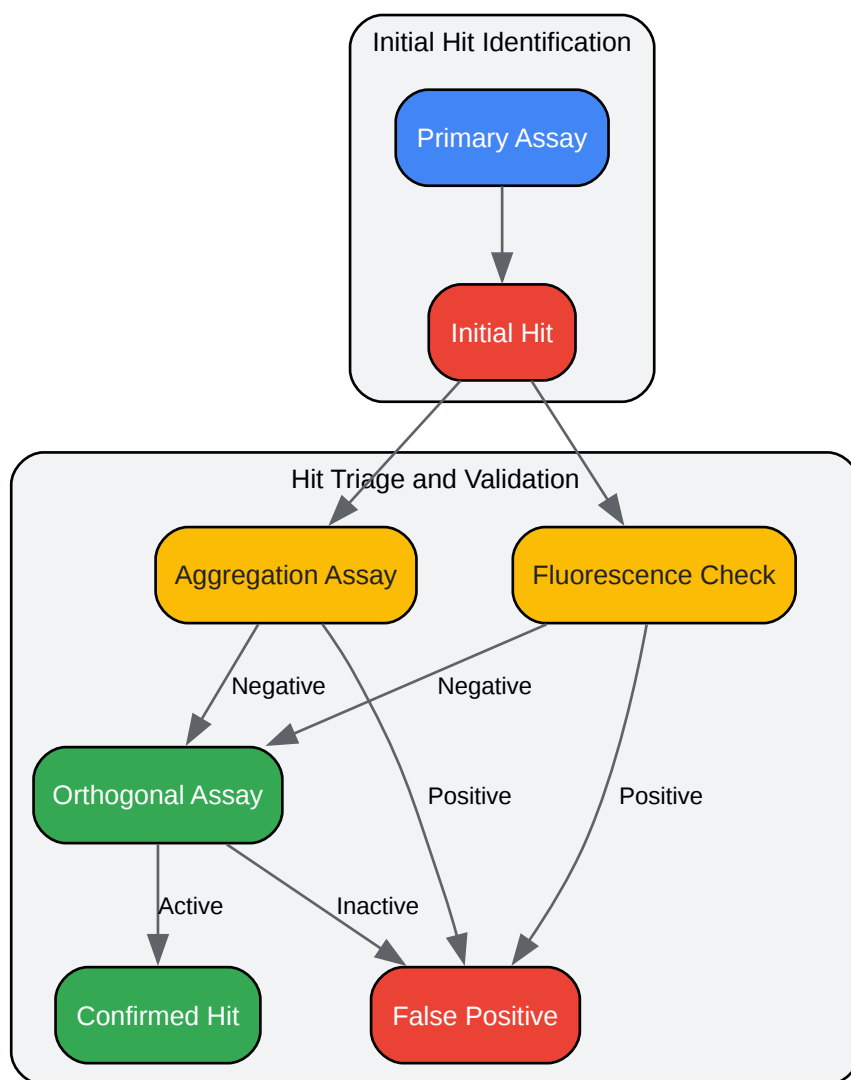 Initial Hit Identification
Primary Assay
Initial Hit
Hit Triage and Validation
Aggregation Assay
Fluorescence Check
Negative
Negative
Orthogonal Assay
Positive
Positive
Active
Inactive
Confirmed Hit
False Positive